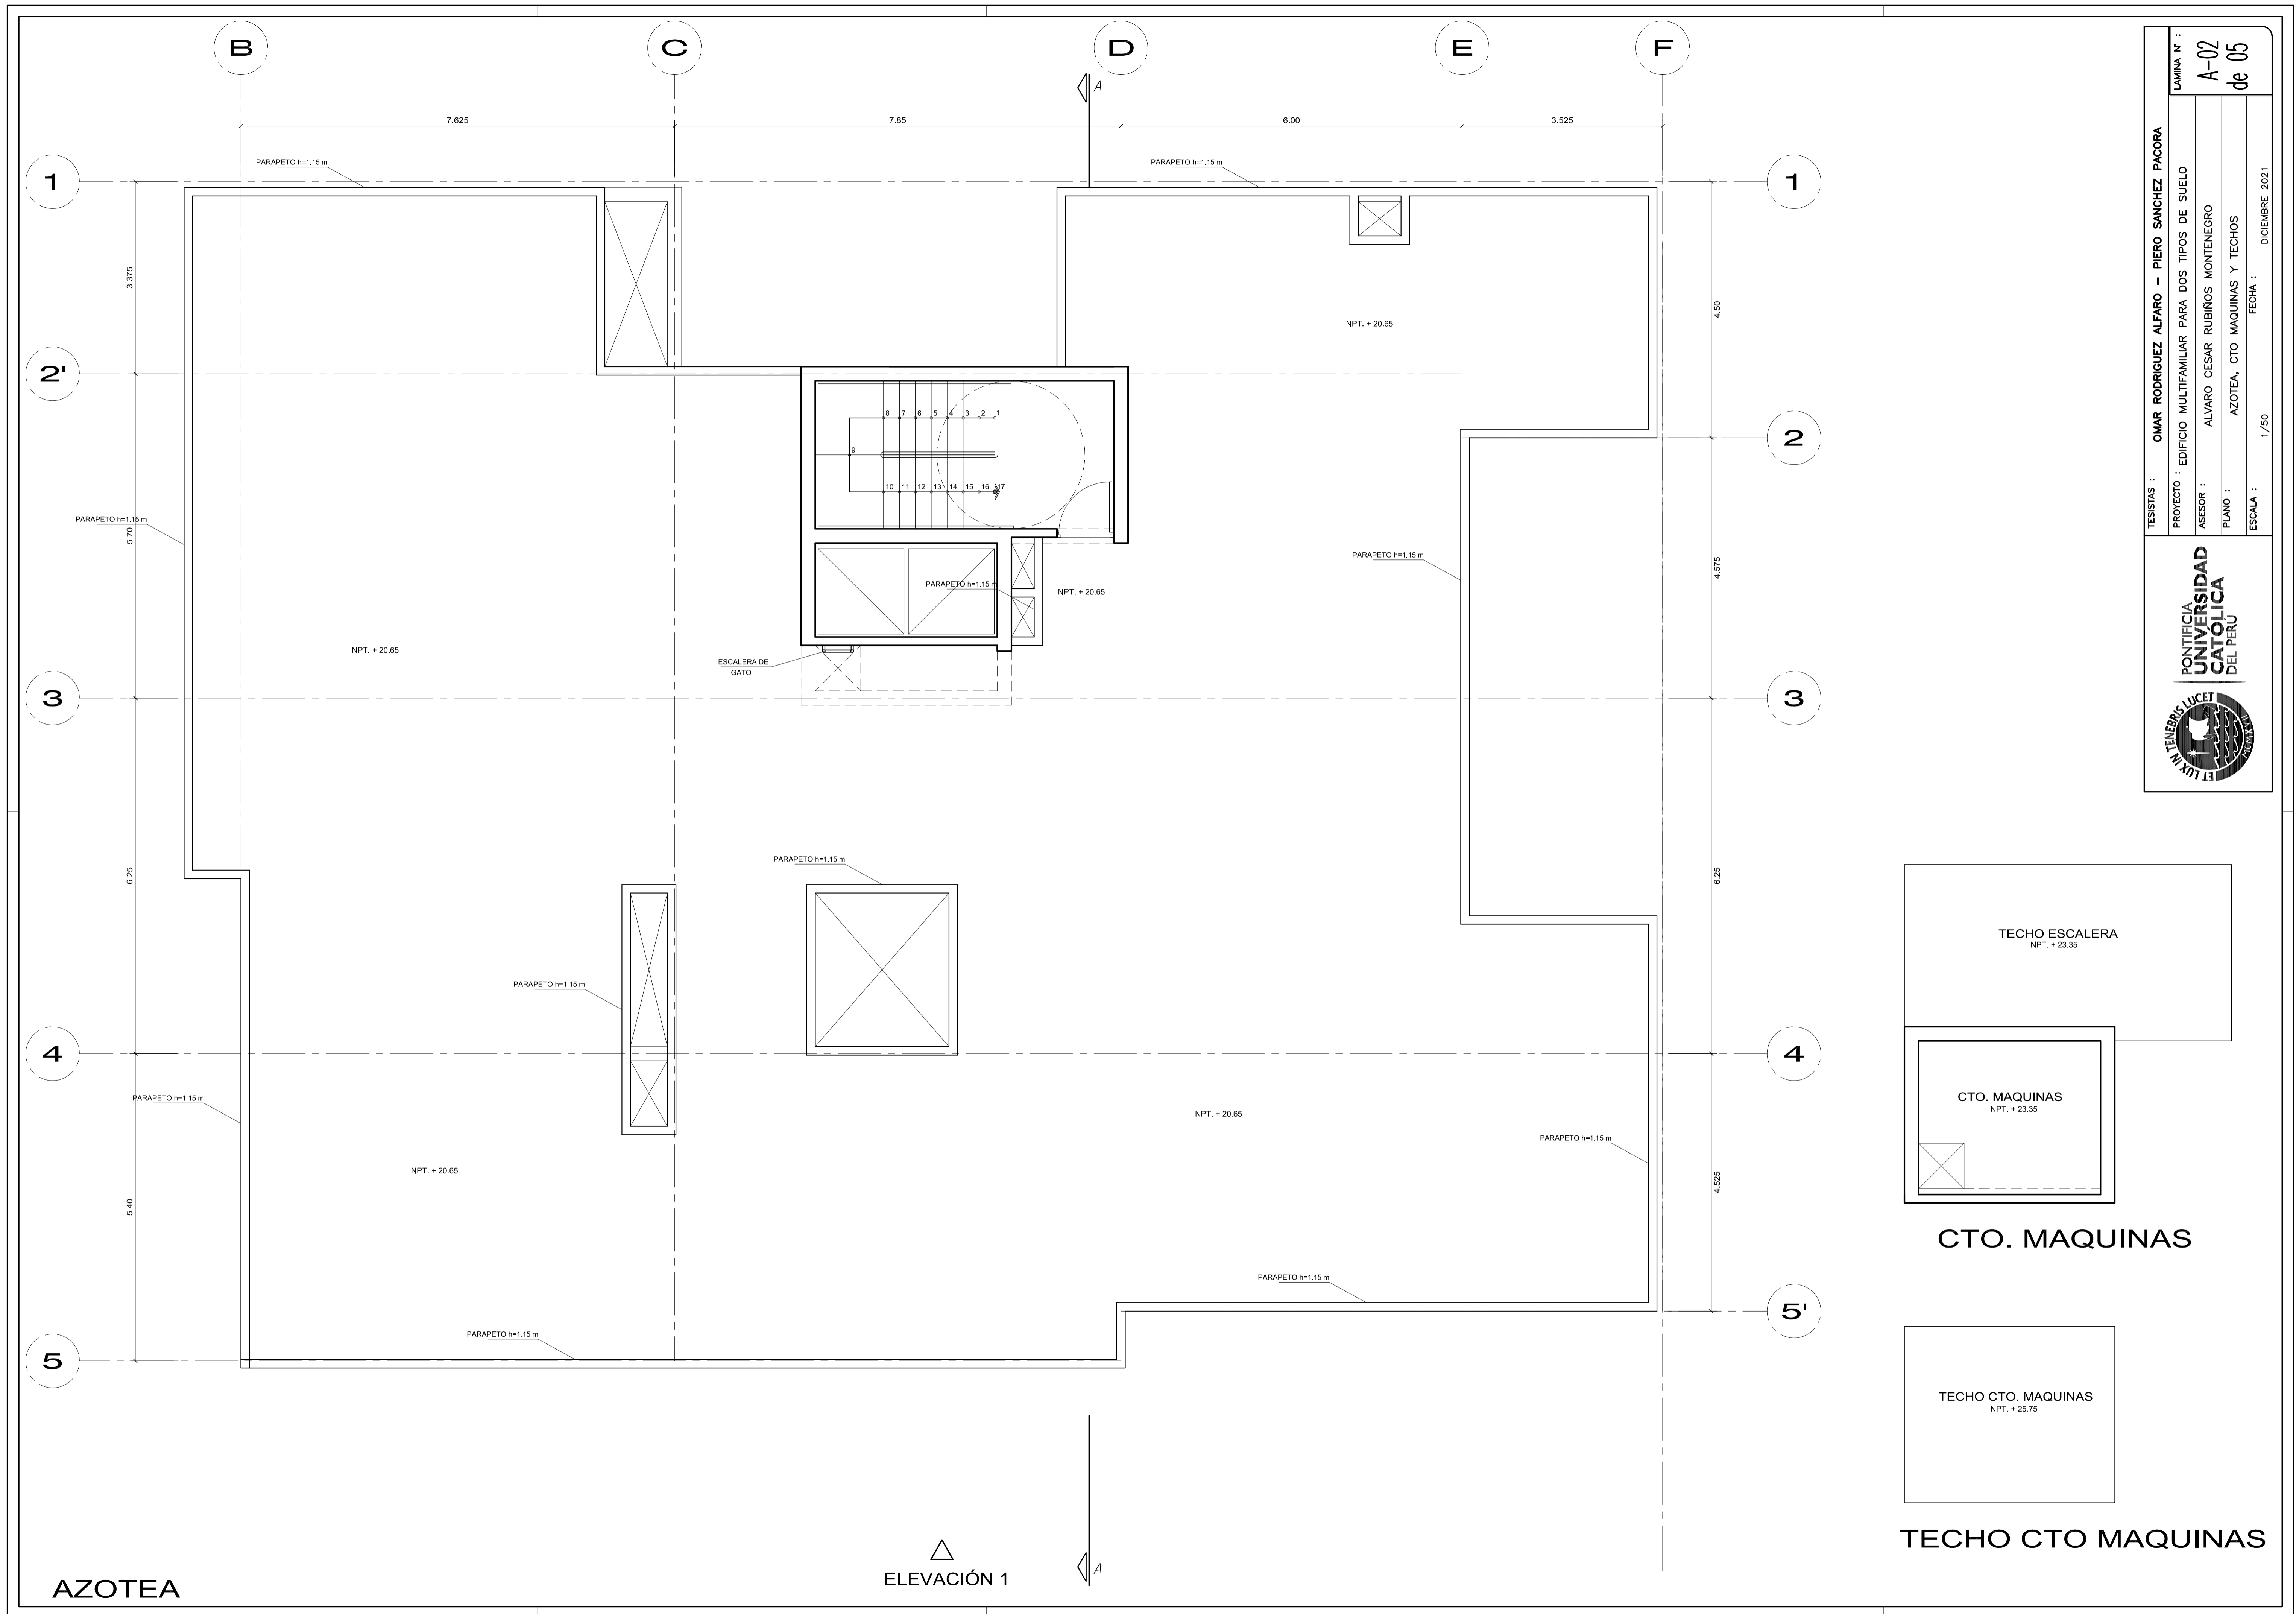 B
C
D
E
F
A
7.625
7.85
6.00
3.525
PARAPETO h=1.15 m
PARAPETO h=1.15 m
1
1
3.375
4.50
NPT. + 20.65
2'
8 7 6 5 4 3 2 1
9
10 11 12 13 14 15 16 17
2
PARAPETO h=1.15 m
5.70
PARAPETO h=1.15 m
4.575
PARAPETO h=1.15 m
NPT. + 20.65
NPT. + 20.65
ESCALERA DE
GATO
3
3
PARAPETO h=1.15 m
6.25
6.25
PARAPETO h=1.15 m
4
4
PARAPETO h=1.15 m
NPT. + 20.65
PARAPETO h=1.15 m
NPT. + 20.65
5.40
4.525
PARAPETO h=1.15 m
5'
PARAPETO h=1.15 m
5
A
ELEVACIÓN 1
AZOTEA
TESISTAS : OMAR RODRIGUEZ ALFARO - PIERO SANCHEZ PACORA
PROYECTO : EDIFICIO MULTIFAMILIAR PARA DOS TIPOS DE SUELO
ASESOR : ALVARO CESAR RUBIÑOS MONTENEGRO
PLANO : AZOTEA, CTO MAQUINAS Y TECHOS
ESCALA : 1/50 FECHA : DICIEMBRE 2021
LAMINA N° :
A-02
de 05
PONTIFICIA
UNIVERSIDAD
CATÓLICA
DEL PERÚ
ET LUX IN TENEBRIS LUCET
MCMXVII
TECHO ESCALERA
NPT. + 23.35
CTO. MAQUINAS
NPT. + 23.35
CTO. MAQUINAS
TECHO CTO. MAQUINAS
NPT. + 25.75
TECHO CTO MAQUINAS